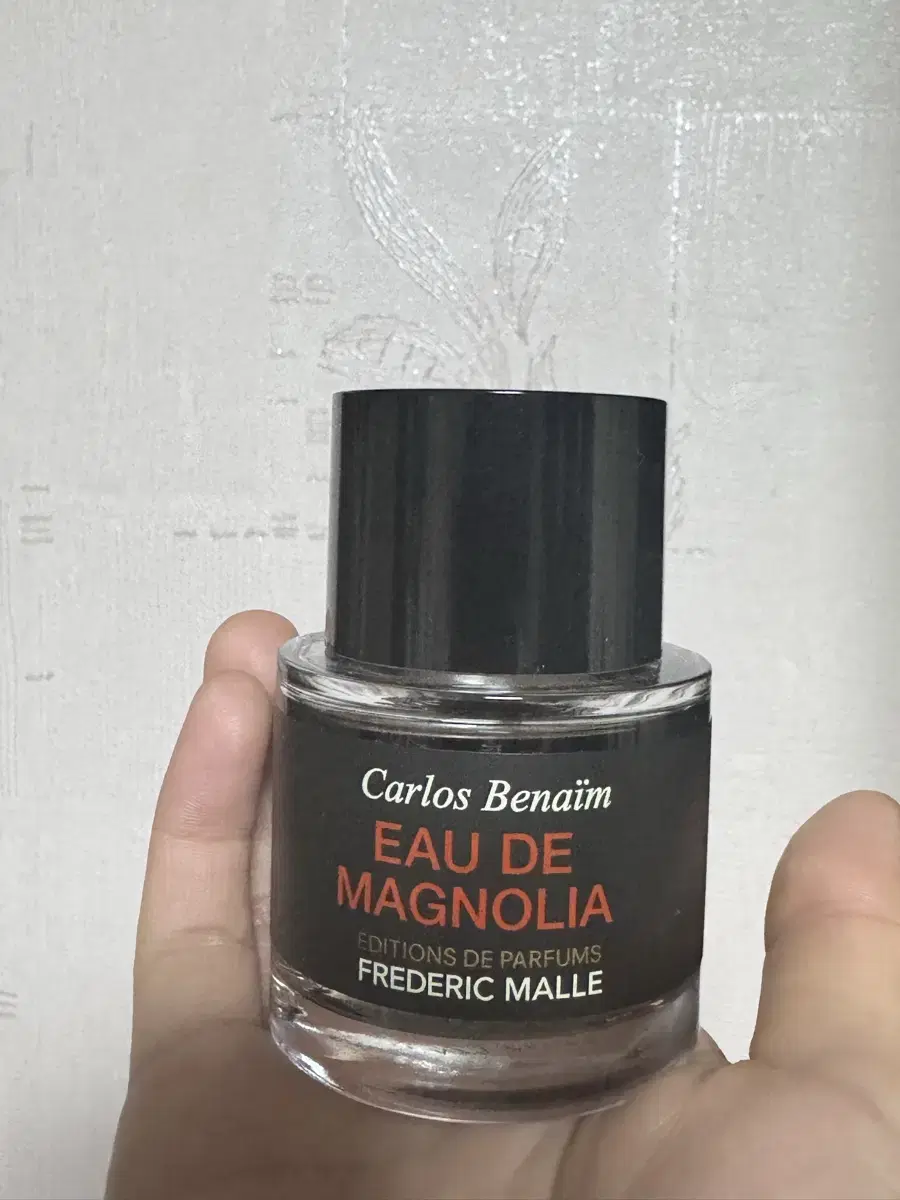 Carlos Benaïm
EAU DE
MAGNOLIA
EDITIONS DE PARFUMS
FREDERIC MALLE